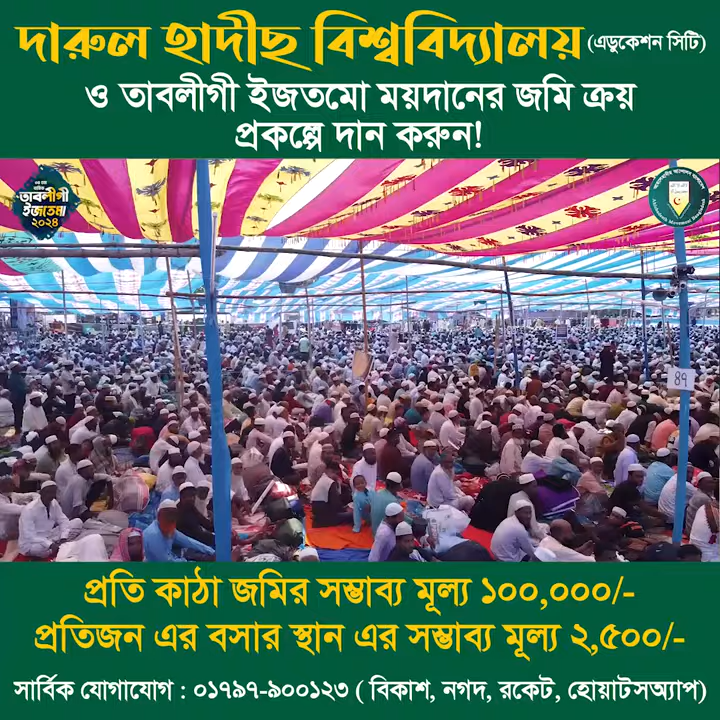 দারুল হাদীছ বিশ্ববিদ্যালয় (এডুকেশন সিটি)
ও তাবলীগী ইজতেমা ময়দানের জমি ক্রয়
প্রকল্পে দান করুন!
তাবলীগী
ইজতেমা
২০২৪
৪৭
প্রতি কাঠা জমির সম্ভাব্য মূল্য ১০০,০০০/-
প্রতিজন এর বসার স্থান এর সম্ভাব্য মূল্য ২,৫০০/-
সার্বিক যোগাযোগ : ০১৭৯৭-৯০০১২৩ ( বিকাশ, নগদ, রকেট, হোয়াটসঅ্যাপ)